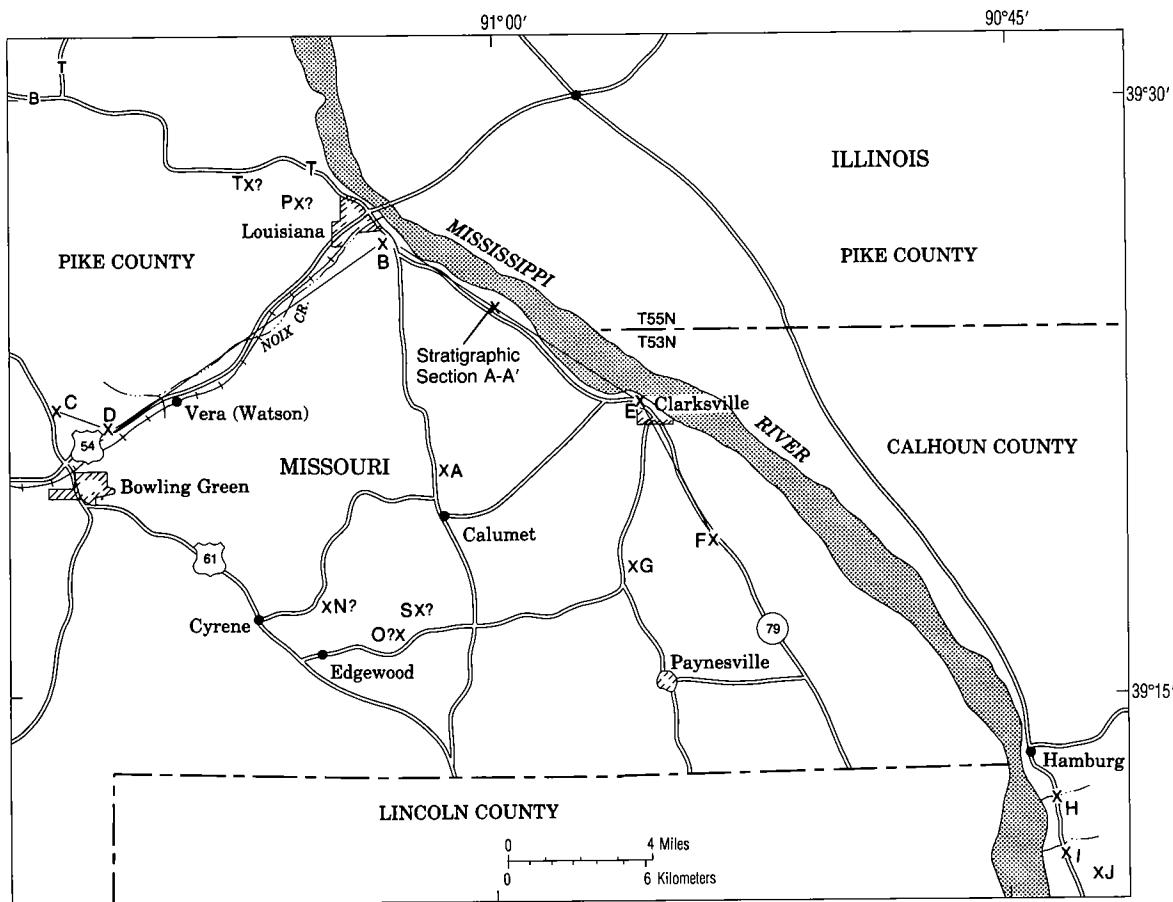 91°00′
90°45′
T
B
39°30′
ILLINOIS
T
TX?
PX?
Louisiana
MISSISSIPPI
PIKE COUNTY
PIKE COUNTY
X
B
NOIX CR.
X
T55N
T53N
Stratigraphic
Section A-A′
X
C
X
D
Vera (Watson)
X
E
Clarksville
RIVER
54
CALHOUN COUNTY
MISSOURI
XA
Bowling Green
Calumet
FX
61
XG
XN?
SX?
Cyrene
O?X
79
Edgewood
Paynesville
39°15′
Hamburg
X
H
LINCOLN COUNTY
0 4 Miles
0 6 Kilometers
X
I
XJ